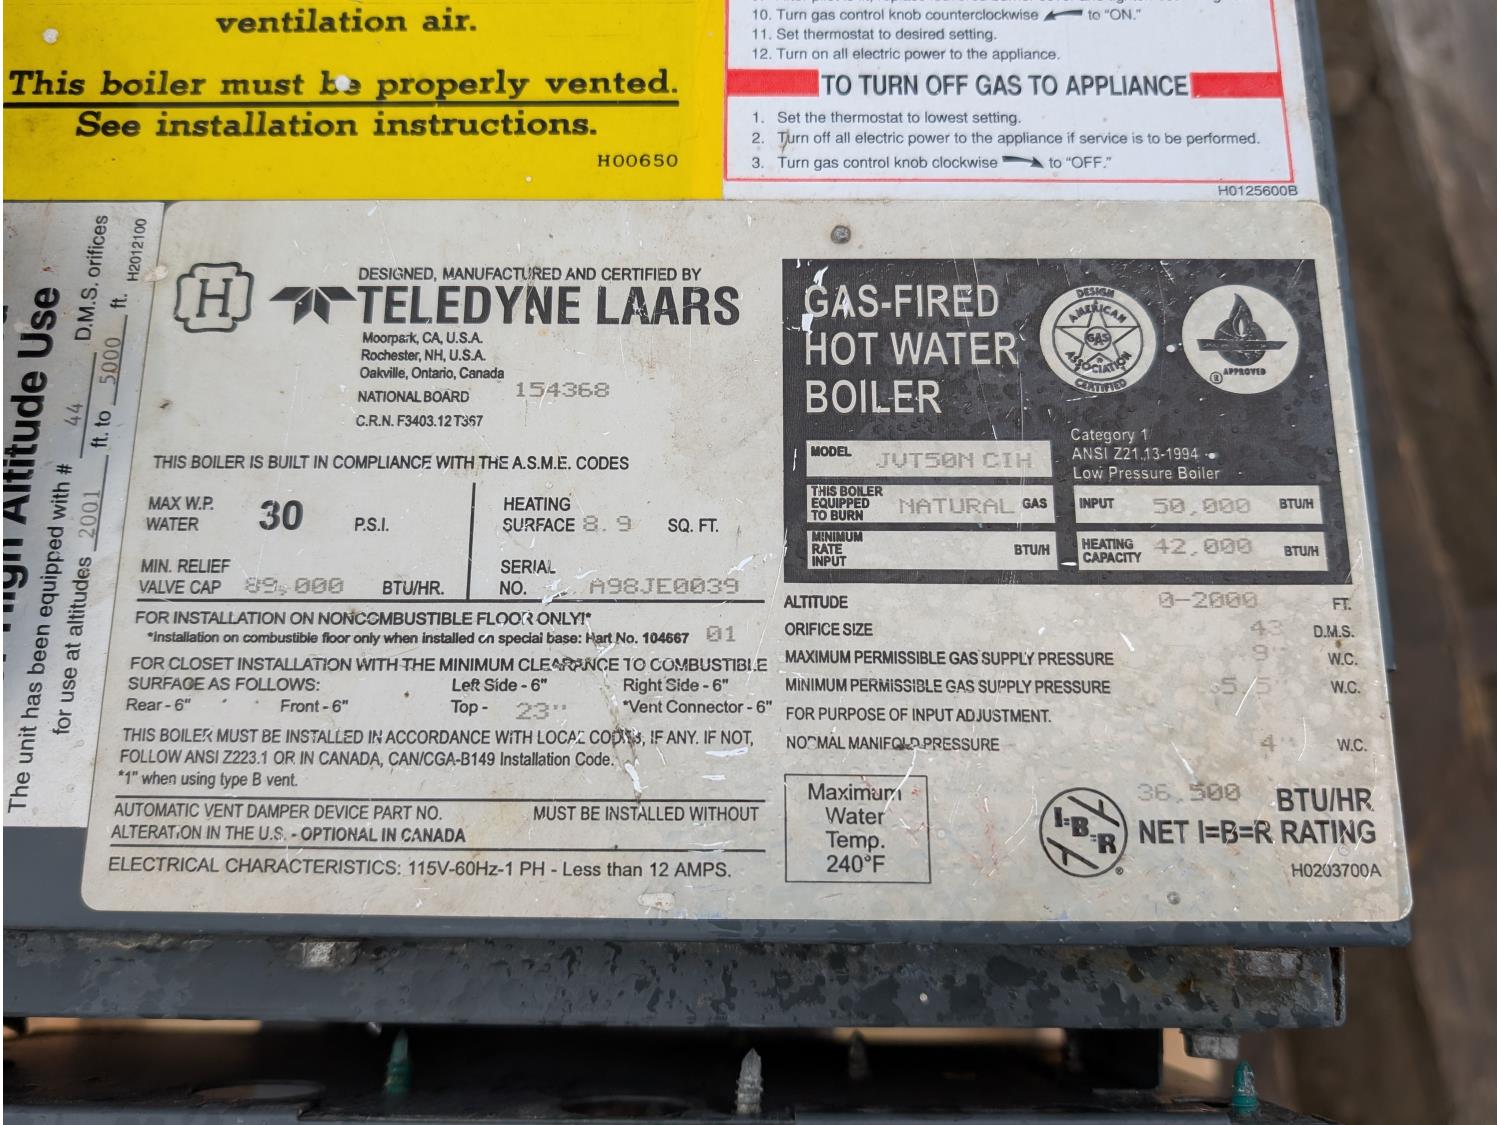 ventilation air.
This boiler must be properly vented.
See installation instructions.
H00650
10. Turn gas control knob counterclockwise to "ON."
11. Set thermostat to desired setting.
12. Turn on all electric power to the appliance.
TO TURN OFF GAS TO APPLIANCE
1. Set the thermostat to lowest setting.
2. Turn off all electric power to the appliance if service is to be performed.
3. Turn gas control knob clockwise to "OFF."
H0125600B
High Altitude Use
The unit has been equipped with # 44 D.M.S. orifices
for use at altitudes 2001 ft. to 5000 ft.
H2012100
H
DESIGNED, MANUFACTURED AND CERTIFIED BY
TELEDYNE LAARS
Moorpark, CA, U.S.A.
Rochester, NH, U.S.A.
Oakville, Ontario, Canada
NATIONAL BOARD 154368
C.R.N. F3403.12T367
THIS BOILER IS BUILT IN COMPLIANCE WITH THE A.S.M.E. CODES
MAX W.P. WATER 30 P.S.I.
HEATING SURFACE 8.9 SQ. FT.
MIN. RELIEF VALVE CAP 89,000 BTU/HR.
SERIAL NO. A98JE0039
FOR INSTALLATION ON NONCOMBUSTIBLE FLOOR ONLY!*
*Installation on combustible floor only when installed on special base: Part No. 104667 01
FOR CLOSET INSTALLATION WITH THE MINIMUM CLEARANCE TO COMBUSTIBLE
SURFACE AS FOLLOWS: Left Side - 6" Right Side - 6"
Rear - 6" Front - 6" Top - 23" *Vent Connector - 6"
THIS BOILER MUST BE INSTALLED IN ACCORDANCE WITH LOCAL CODES, IF ANY. IF NOT,
FOLLOW ANSI Z223.1 OR IN CANADA, CAN/CGA-B149 Installation Code.
*1" when using type B vent.
AUTOMATIC VENT DAMPER DEVICE PART NO. MUST BE INSTALLED WITHOUT
ALTERATION IN THE U.S. - OPTIONAL IN CANADA
ELECTRICAL CHARACTERISTICS: 115V-60Hz-1 PH - Less than 12 AMPS.
GAS-FIRED
HOT WATER
BOILER
DESIGN
AMERICAN
GAS
ASSOCIATION
CERTIFIED
APPROVED
Category 1
ANSI Z21.13-1994
Low Pressure Boiler
MODEL JVT50N CIH
THIS BOILER EQUIPPED TO BURN NATURAL GAS
INPUT 50,000 BTU/H
MINIMUM RATE INPUT BTU/H
HEATING CAPACITY 42,000 BTU/H
ALTITUDE 0-2000 FT.
ORIFICE SIZE 43 D.M.S.
MAXIMUM PERMISSIBLE GAS SUPPLY PRESSURE 9" W.C.
MINIMUM PERMISSIBLE GAS SUPPLY PRESSURE 5.5" W.C.
FOR PURPOSE OF INPUT ADJUSTMENT.
NORMAL MANIFOLD PRESSURE 4" W.C.
Maximum
Water
Temp.
240°F
I=B=R
36,500 BTU/HR
NET I=B=R RATING
H0203700A